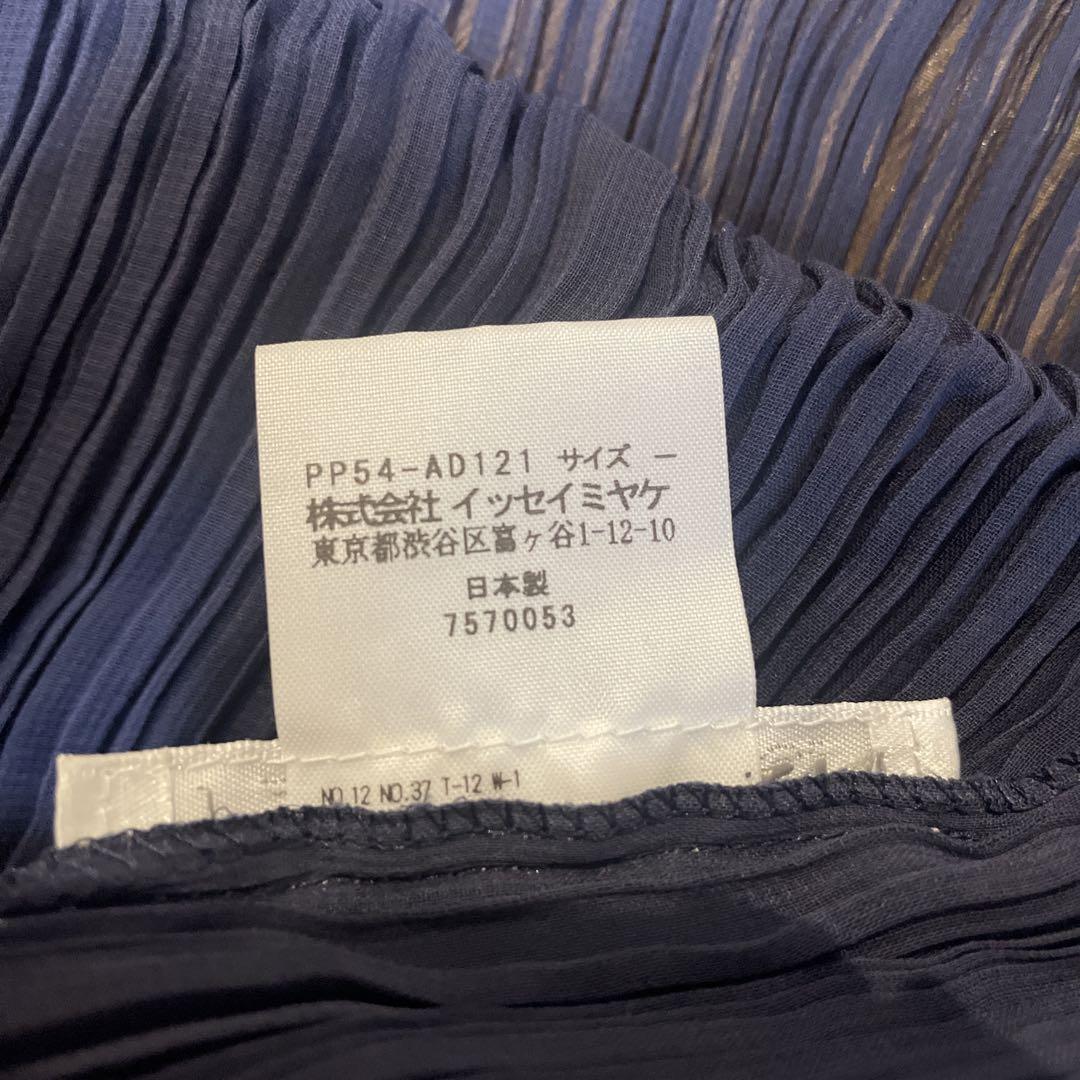 PP54-AD121 サイズ ー
株式会社イッセイミヤケ
東京都渋谷区富ヶ谷1-12-10
日本製
7570053
NO.12 NO.37 T-12 W-1